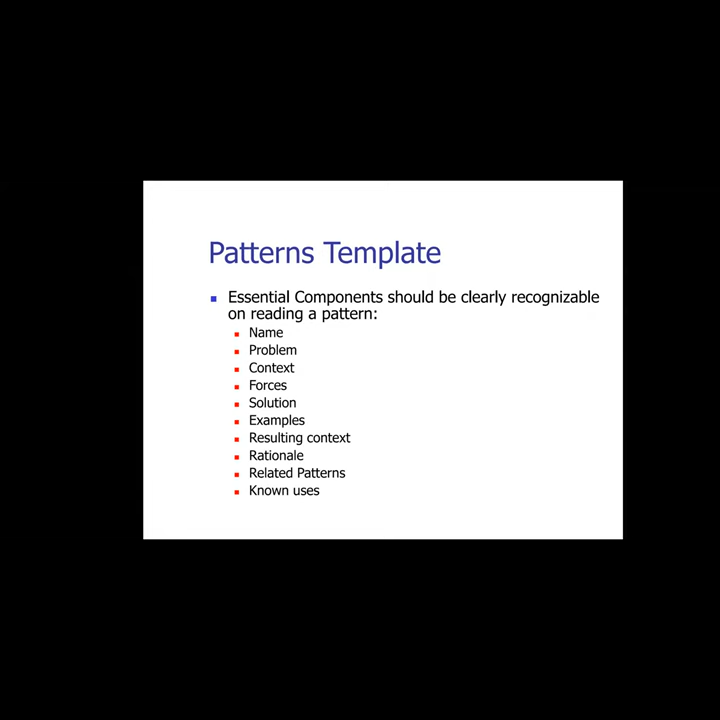 Patterns Template
Essential Components should be clearly recognizable
on reading a pattern:
Name
Problem
Context
Forces
Solution
Examples
Resulting context
Rationale
Related Patterns
Known uses